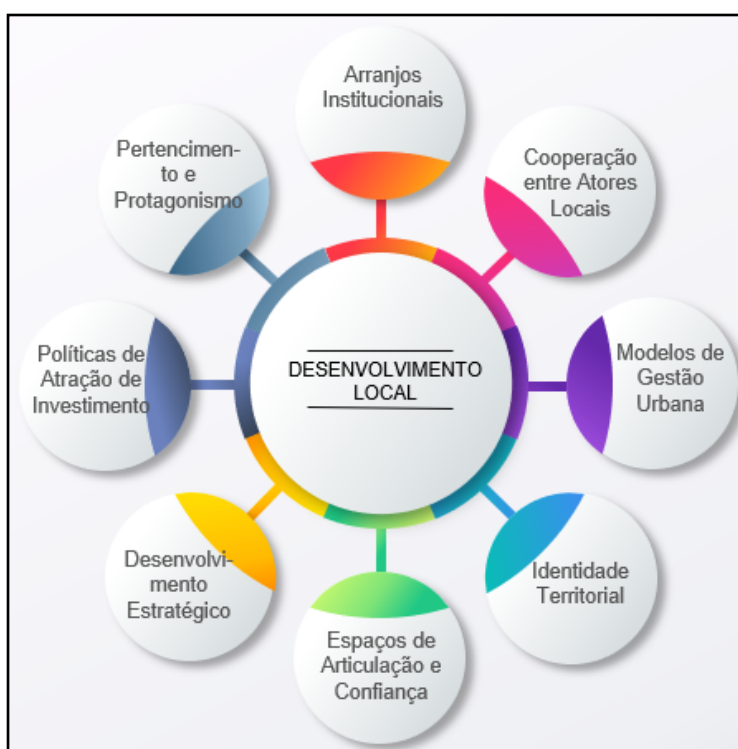 Arranjos
Institucionais
Cooperação
entre Atores
Locais
Modelos de
Gestão
Urbana
Identidade
Territorial
Espaços de
Articulação e
Confiança
Desenvolvi-
mento
Estratégico
Políticas de
Atração de
Investimento
Pertencimen-
to e
Protagonismo
DESENVOLVIMENTO
LOCAL